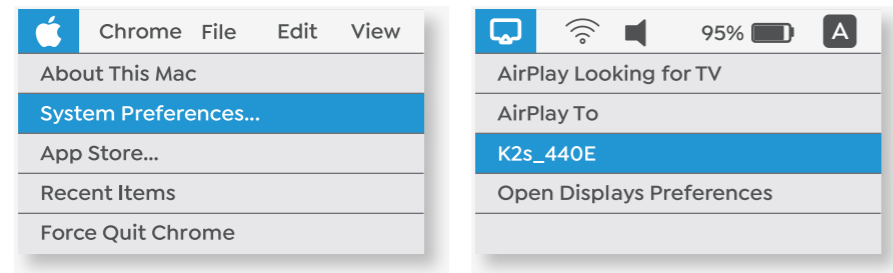 Chrome File Edit View
About This Mac
System Preferences...
App Store...
Recent Items
Force Quit Chrome
95% A
AirPlay Looking for TV
AirPlay To
K2s_440E
Open Displays Preferences